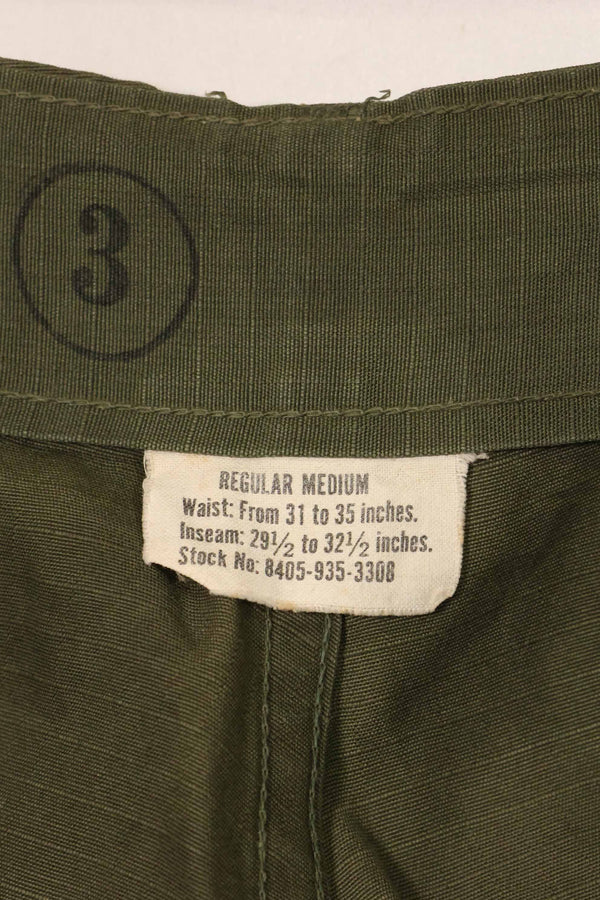 3
REGULAR MEDIUM
Waist: From 31 to 35 inches.
Inseam: 29½ to 32½ inches.
Stock No: 8405-935-3308